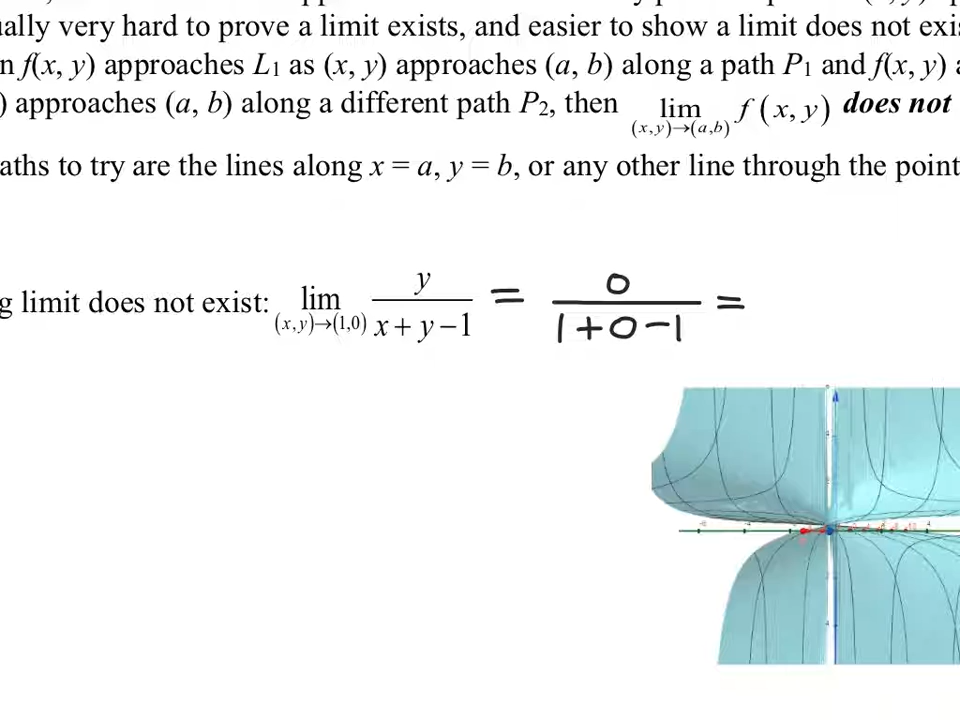 ually very hard to prove a limit exists, and easier to show a limit does not exis
n f(x, y) approaches L1 as (x, y) approaches (a, b) along a path P1 and f(x, y) a
) approaches (a, b) along a different path P2, then lim (x,y)→(a,b) f(x, y) does not
aths to try are the lines along x = a, y = b, or any other line through the point
g limit does not exist: lim (x,y)→(1,0) y / x + y − 1 = 0 / 1 + 0 − 1 =